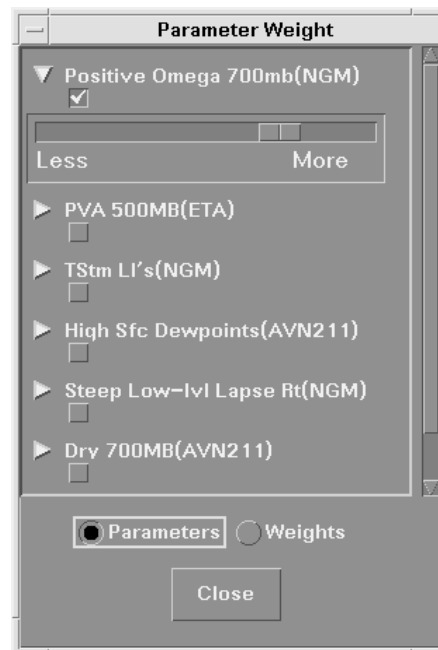 Parameter Weight
Positive Omega 700mb(NGM)
Less More
PVA 500MB(ETA)
TStm LI's(NGM)
High Sfc Dewpoints(AVN211)
Steep Low-lvl Lapse Rt(NGM)
Dry 700MB(AVN211)
Parameters Weights
Close